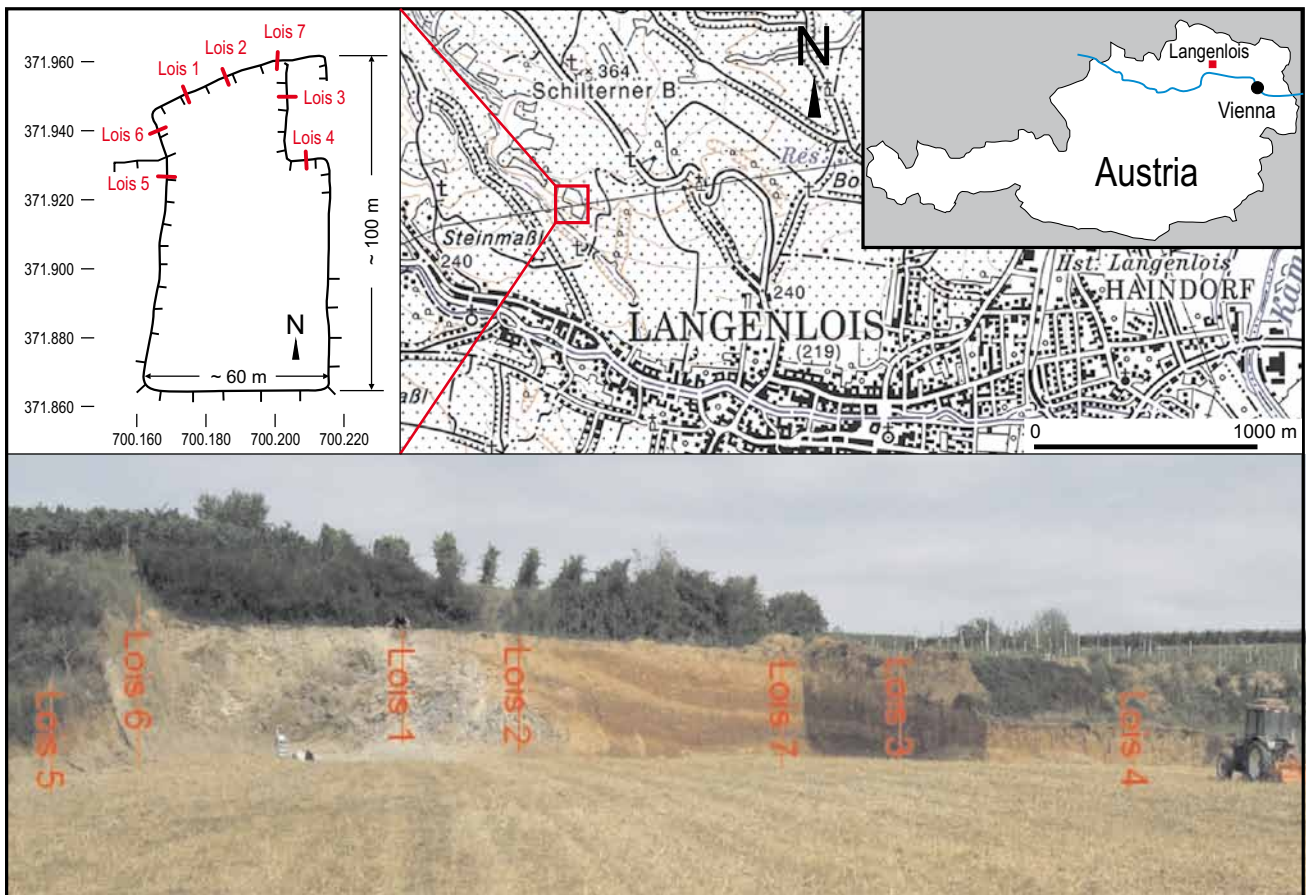 371.960
371.940
371.920
371.900
371.880
371.860
700.160
700.180
700.200
700.220
Lois 7
Lois 2
Lois 1
Lois 3
Lois 6
Lois 4
Lois 5
~ 100 m
N
~ 60 m
364
Schilterner B.
N
Res.
Bo
Steinmaßl
240
240
LANGENLOIS
(219)
Hst. Langenlois
HAINDORF
Kam
aßl
0
1000 m
Langenlois
Vienna
Austria
Lois 5
Lois 6
Lois 1
Lois 2
Lois 7
Lois 3
Lois 4